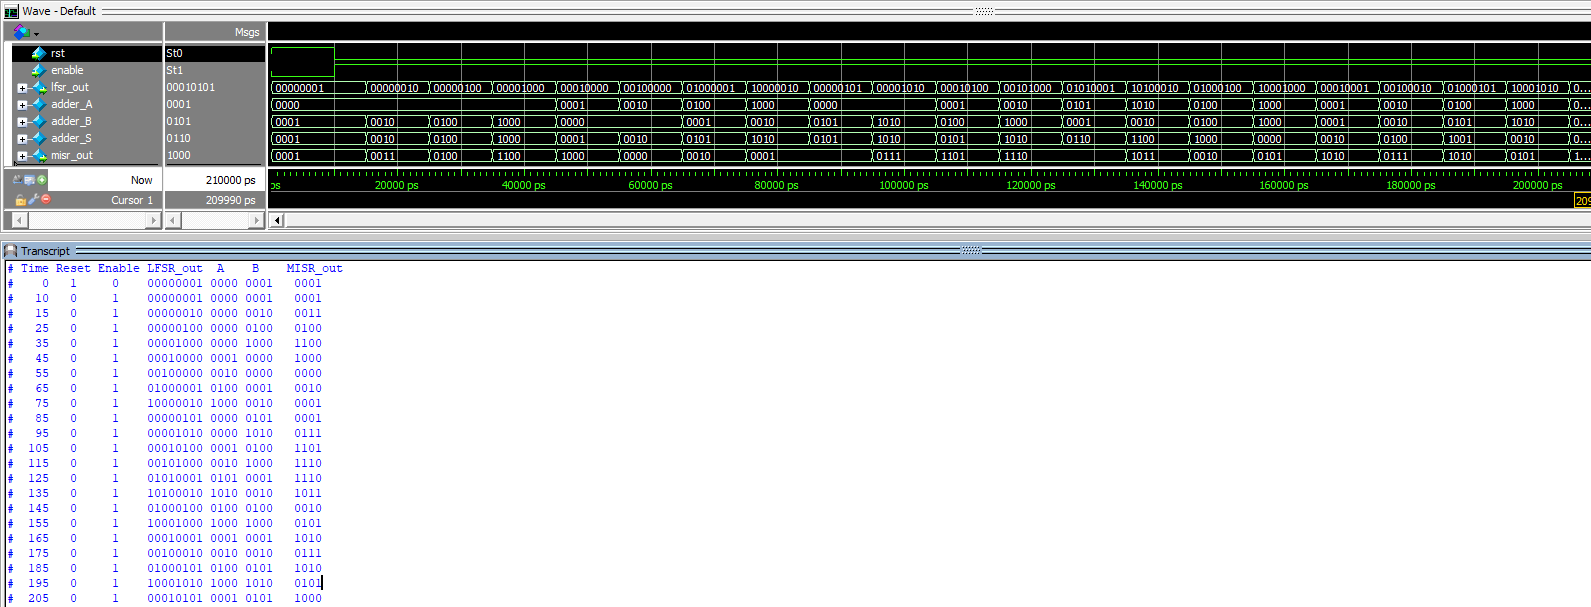 Wave - Default
Msgs
rst St0
enable St1
lfsr_out 00010101 00000001 00000010 00000100 00001000 00010000 00100000 01000001 10000010 00000101 00001010 00010100 00101000 01010001 10100010 01000100 10001000 00010001 00100010 01000101 10001010 0...
adder_A 0001 0000 0001 0010 0100 1000 0000 0001 0010 0101 1010 0100 1000 0001 0010 0100 1000 0...
adder_B 0101 0001 0010 0100 1000 0000 0001 0010 0101 1010 0100 1000 0001 0010 0100 1000 0001 0010 0101 1010 0...
adder_S 0110 0001 0010 0100 1000 0001 0010 0101 1010 0101 1010 0101 1010 0110 1100 1000 0000 0010 0100 1001 0010 0...
misr_out 1000 0001 0011 0100 1100 1000 0000 0010 0001 0111 1101 1110 1011 0010 0101 1010 0111 1010 0101 1...
Now 210000 ps ps 20000 ps 40000 ps 60000 ps 80000 ps 100000 ps 120000 ps 140000 ps 160000 ps 180000 ps 200000 ps
Cursor 1 209990 ps 209
Transcript
# Time Reset Enable LFSR_out A B MISR_out
# 0 1 0 00000001 0000 0001 0001
# 10 0 1 00000001 0000 0001 0001
# 15 0 1 00000010 0000 0010 0011
# 25 0 1 00000100 0000 0100 0100
# 35 0 1 00001000 0000 1000 1100
# 45 0 1 00010000 0001 0000 1000
# 55 0 1 00100000 0010 0000 0000
# 65 0 1 01000001 0100 0001 0010
# 75 0 1 10000010 1000 0010 0001
# 85 0 1 00000101 0000 0101 0001
# 95 0 1 00001010 0000 1010 0111
# 105 0 1 00010100 0001 0100 1101
# 115 0 1 00101000 0010 1000 1110
# 125 0 1 01010001 0101 0001 1110
# 135 0 1 10100010 1010 0010 1011
# 145 0 1 01000100 0100 0100 0010
# 155 0 1 10001000 1000 1000 0101
# 165 0 1 00010001 0001 0001 1010
# 175 0 1 00100010 0010 0010 0111
# 185 0 1 01000101 0100 0101 1010
# 195 0 1 10001010 1000 1010 0101
# 205 0 1 00010101 0001 0101 1000